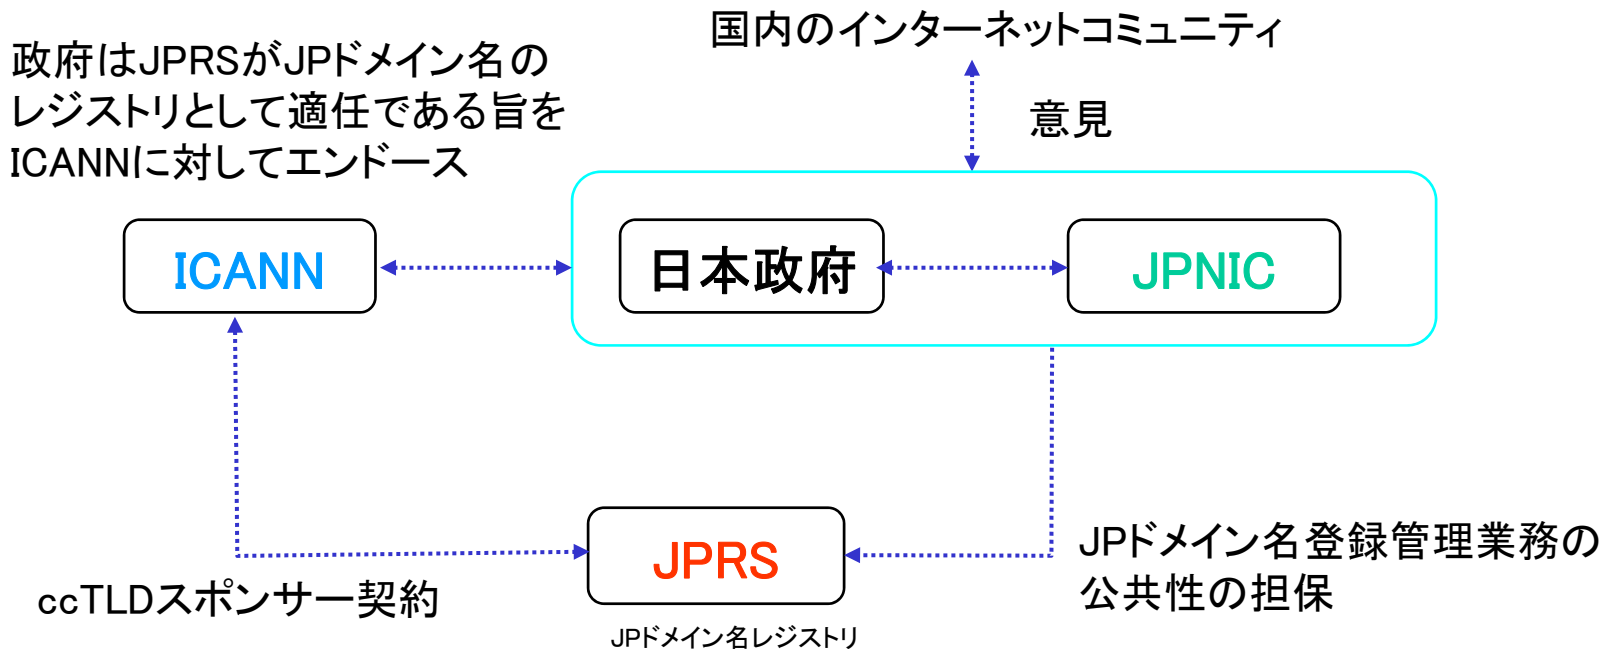 国内のインターネットコミュニティ
政府はJPRSがJPドメイン名の
レジストリとして適任である旨を
ICANNに対してエンドース
意見
ICANN
日本政府
JPNIC
JPRS
JPドメイン名登録管理業務の
公共性の担保
ccTLDスポンサー契約
JPドメイン名レジストリ